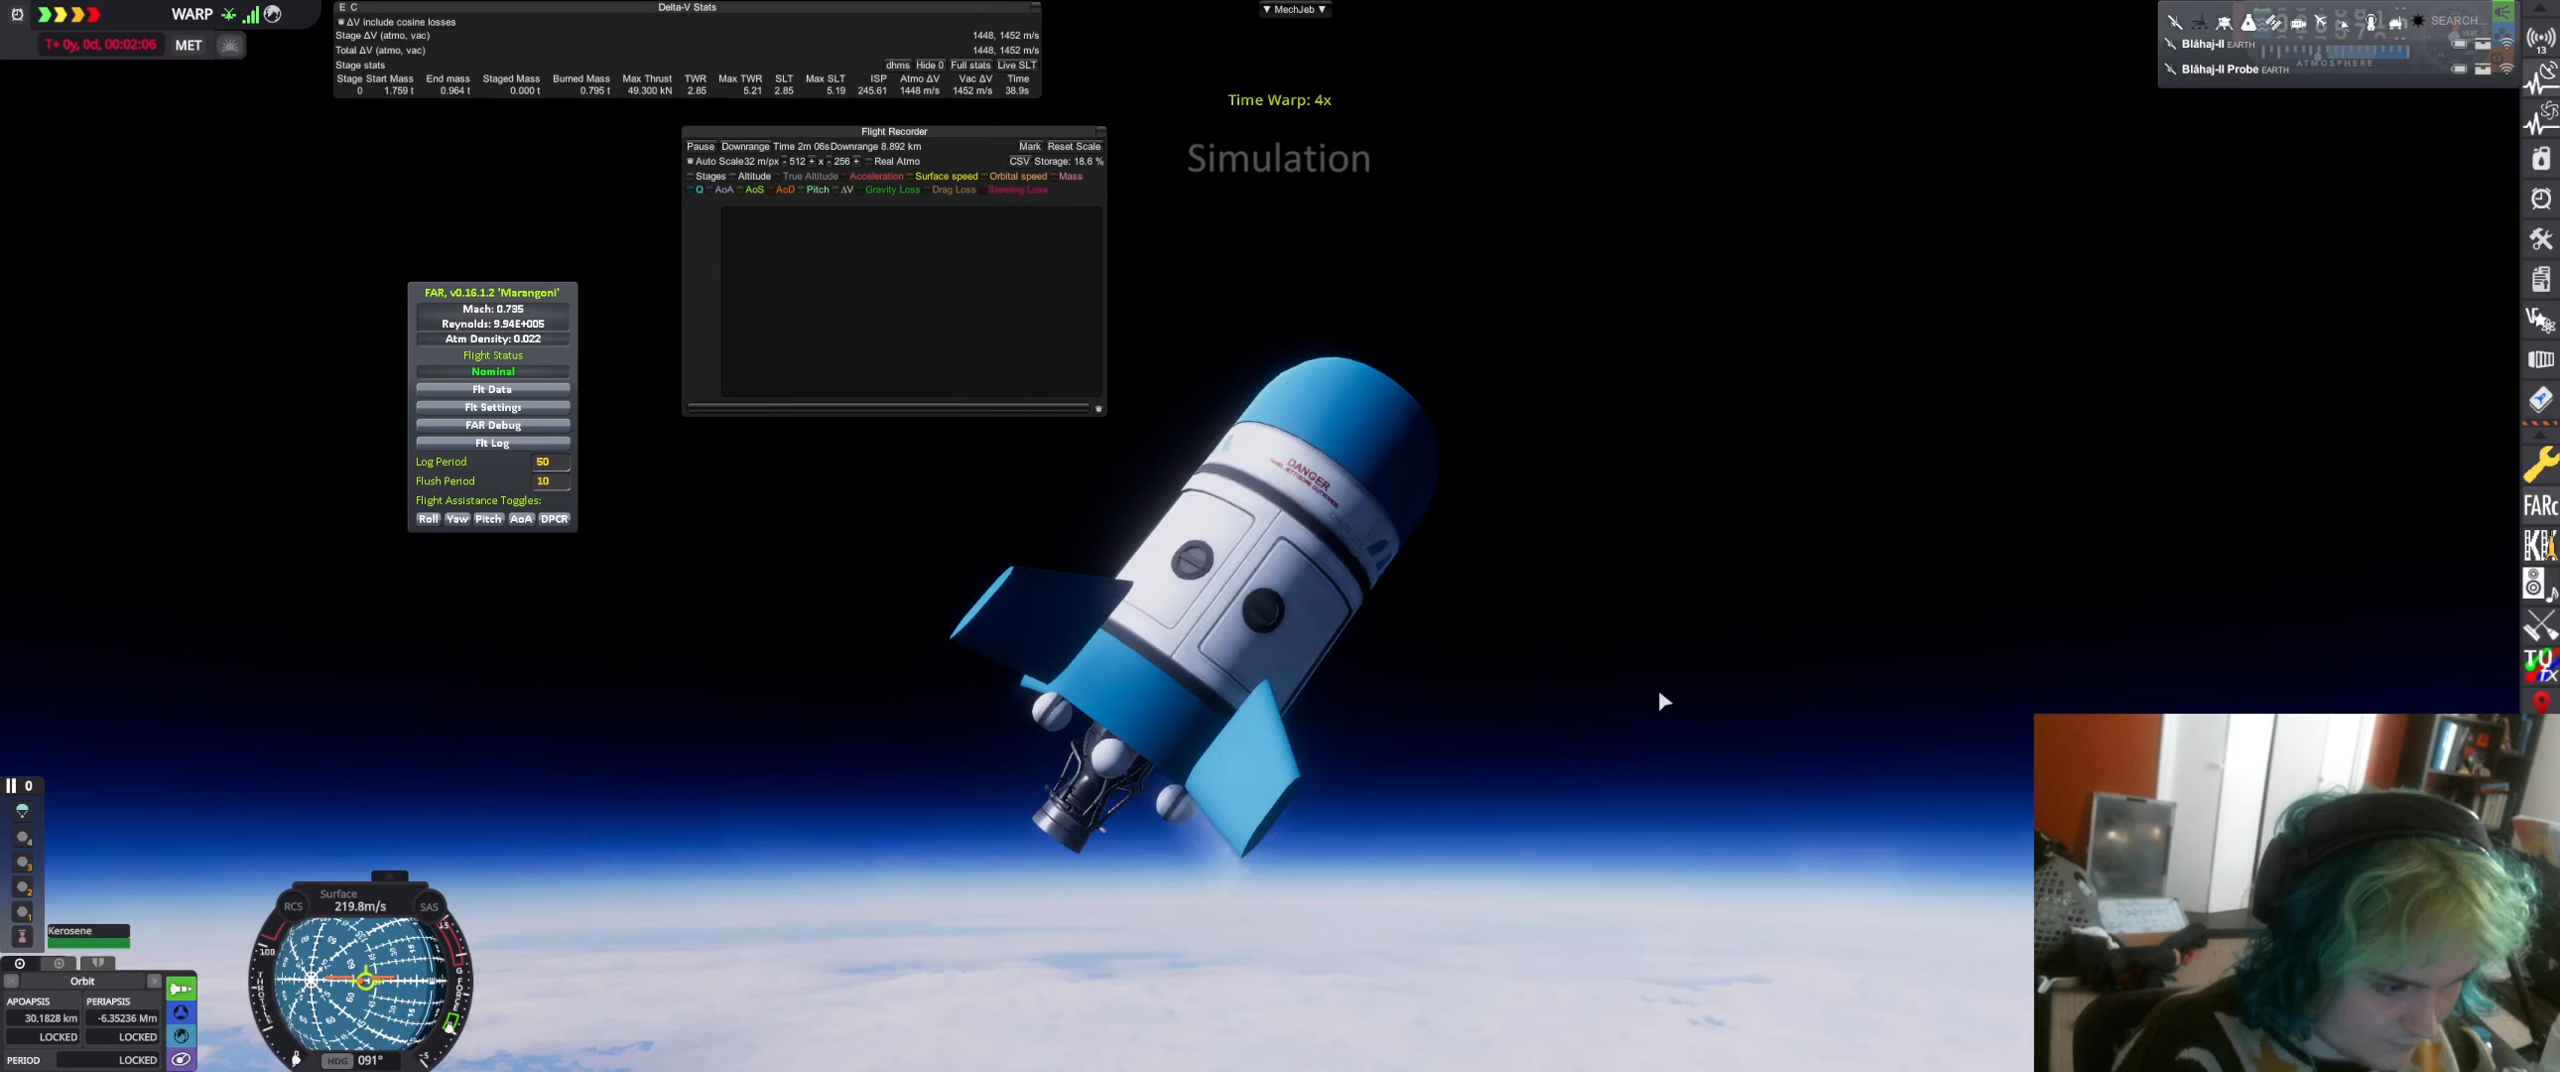 WARP
T+ 0y, 0d, 00:02:06 MET
E C Delta-V Stats
ΔV include cosine losses
Stage ΔV (atmo, vac) 1448, 1452 m/s
Total ΔV (atmo, vac) 1448, 1452 m/s
Stage stats dhms Hide 0 Full stats Live SLT
Stage Start Mass End mass Staged Mass Burned Mass Max Thrust TWR Max TWR SLT Max SLT ISP Atmo ΔV Vac ΔV Time
0 1.759 t 0.964 t 0.000 t 0.795 t 49.300 kN 2.85 5.21 2.85 5.19 245.61 1448 m/s 1452 m/s 38.9s
▼ MechJeb ▼
Time Warp: 4x
Simulation
SEARCH...
Blåhaj-II EARTH
Blåhaj-II Probe EARTH
ATMOSPHERE
VERT
13
Flight Recorder
Pause Downrange Time 2m 06s Downrange 8.892 km Mark Reset Scale
Auto Scale 32 m/px - 512 + x - 256 + Real Atmo CSV Storage: 18.6 %
Stages Altitude True Altitude Acceleration Surface speed Orbital speed Mass
Q AoA AoS AoD Pitch ΔV Gravity Loss Drag Loss Steering Loss
FAR, v0.16.1.2 'Marangoni'
Mach: 0.735
Reynolds: 9.94E+005
Atm Density: 0.022
Flight Status
Nominal
Flt Data
Flt Settings
FAR Debug
Flt Log
Log Period 50
Flush Period 10
Flight Assistance Toggles:
Roll Yaw Pitch AoA DPCR
DANGER
FARc
0
4
3
2
1
Kerosene
Orbit
APOAPSIS PERIAPSIS
30.1828 km -6.35236 Mm
LOCKED LOCKED
PERIOD LOCKED
Surface
219.8m/s
RCS SAS
100
THROTTLE
G FORCE
15
-5
HDG 091°